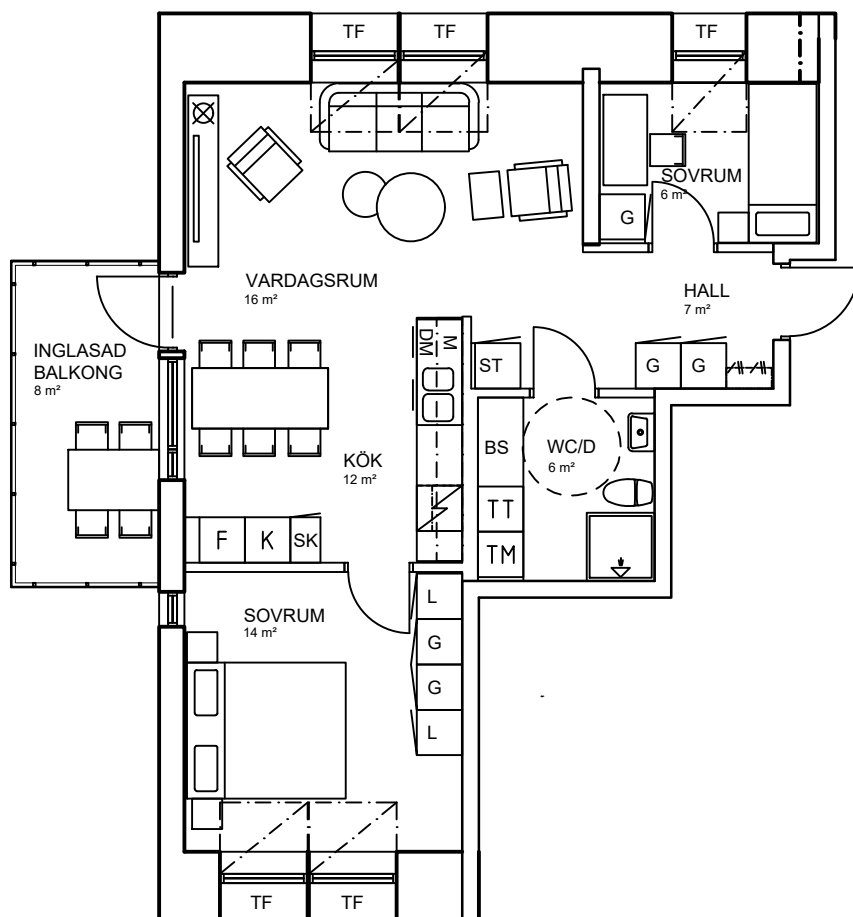 TF
TF
TF
SOVRUM
6 m²
G
VARDAGSRUM
16 m²
HALL
7 m²
INGLASAD
BALKONG
8 m²
M
DM
ST
G
G
BS
WC/D
6 m²
KÖK
12 m²
TT
F
K
SK
TM
SOVRUM
14 m²
L
G
G
L
TF
TF